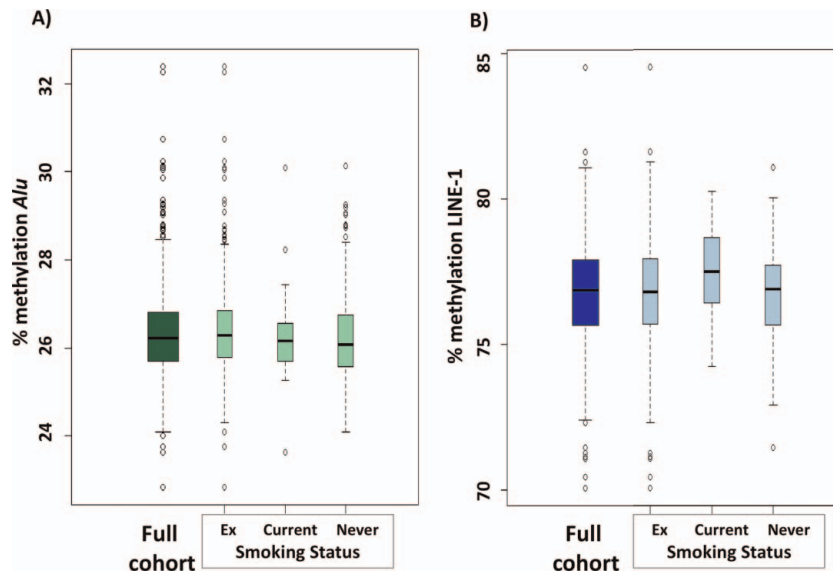 A)
% methylation Alu
32
30
28
26
24
Full cohort
Ex Current Never
Smoking Status
B)
% methylation LINE-1
85
80
75
70
Full cohort
Ex Current Never
Smoking Status